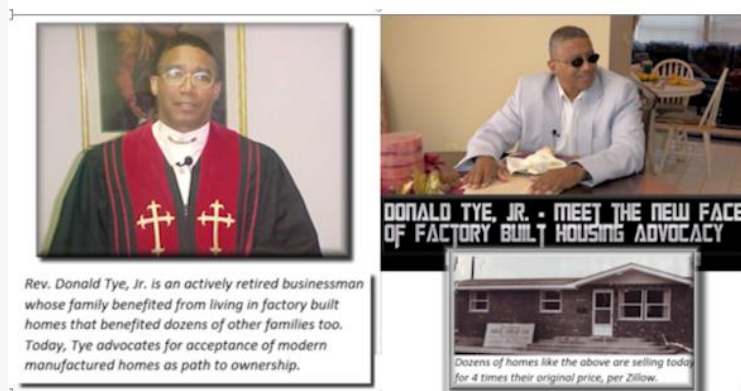 Rev. Donald Tye, Jr. is an actively retired businessman
whose family benefited from living in factory built
homes that benefited dozens of other families too.
Today, Tye advocates for acceptance of modern
manufactured homes as path to ownership.
DONALD TYE, JR. - MEET THE NEW FACE
OF FACTORY BUILT HOUSING ADVOCACY
Dozens of homes like the above are selling today
for 4 times their original price, per Zillow.